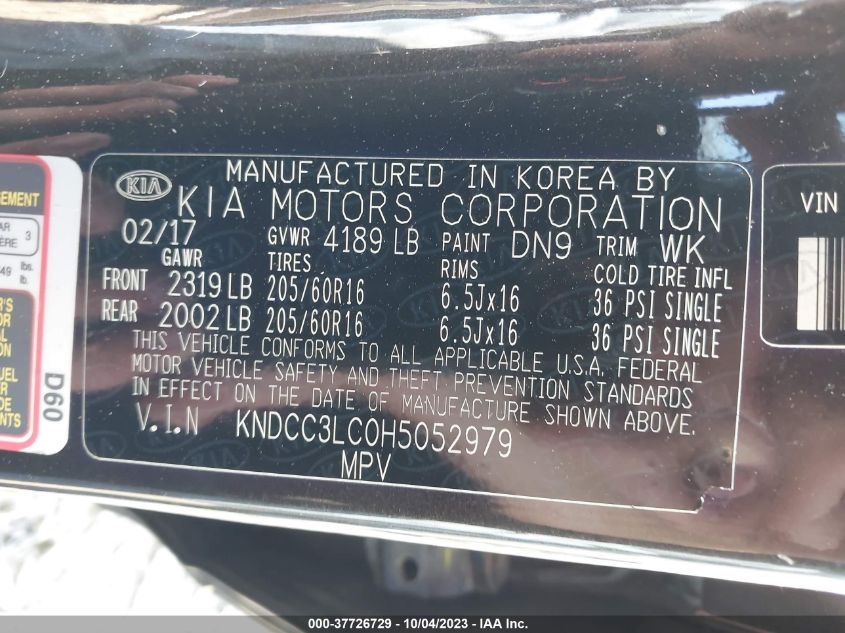 MANUFACTURED IN KOREA BY
KIA KIA MOTORS CORPORATION
02/17 GVWR 4189 LB PAINT DN9 TRIM WK
GAWR TIRES RIMS COLD TIRE INFL
FRONT 2319 LB 205/60R16 6.5Jx16 36 PSI SINGLE
REAR 2002 LB 205/60R16 6.5Jx16 36 PSI SINGLE
THIS VEHICLE CONFORMS TO ALL APPLICABLE U.S.A. FEDERAL
MOTOR VEHICLE SAFETY AND THEFT PREVENTION STANDARDS
IN EFFECT ON THE DATE OF MANUFACTURE SHOWN ABOVE.
V.I.N KNDCC3LC0H5052979
MPV
VIN
D60
000-37726729 - 10/04/2023 - IAA Inc.